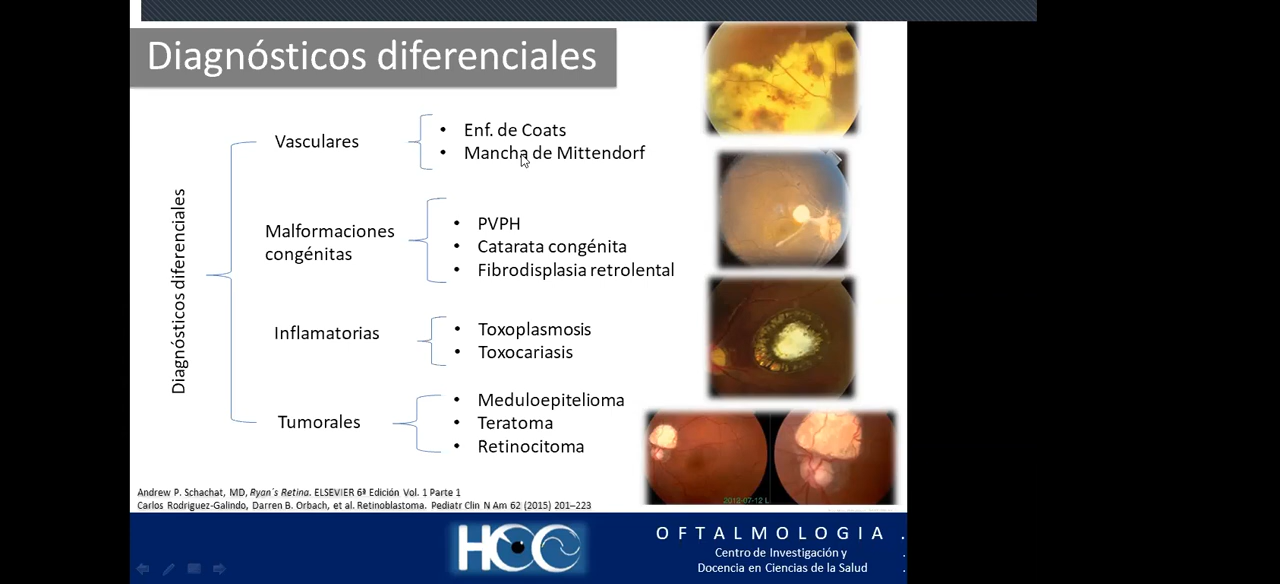 Diagnósticos diferenciales
Diagnósticos diferenciales
Vasculares
• Enf. de Coats
• Mancha de Mittendorf
Malformaciones
congénitas
• PVPH
• Catarata congénita
• Fibrodisplasia retrolental
Inflamatorias
• Toxoplasmosis
• Toxocariasis
Tumorales
• Meduloepitelioma
• Teratoma
• Retinocitoma
2012-07-12 L
Andrew P. Schachat, MD, Ryan´s Retina. ELSEVIER 6ª Edición Vol. 1 Parte 1
Carlos Rodriguez-Galindo, Darren B. Orbach, et al. Retinoblastoma. Pediatr Clin N Am 62 (2015) 201–223
HCC
OFTALMOLOGIA .
Centro de Investigación y .
Docencia en Ciencias de la Salud .